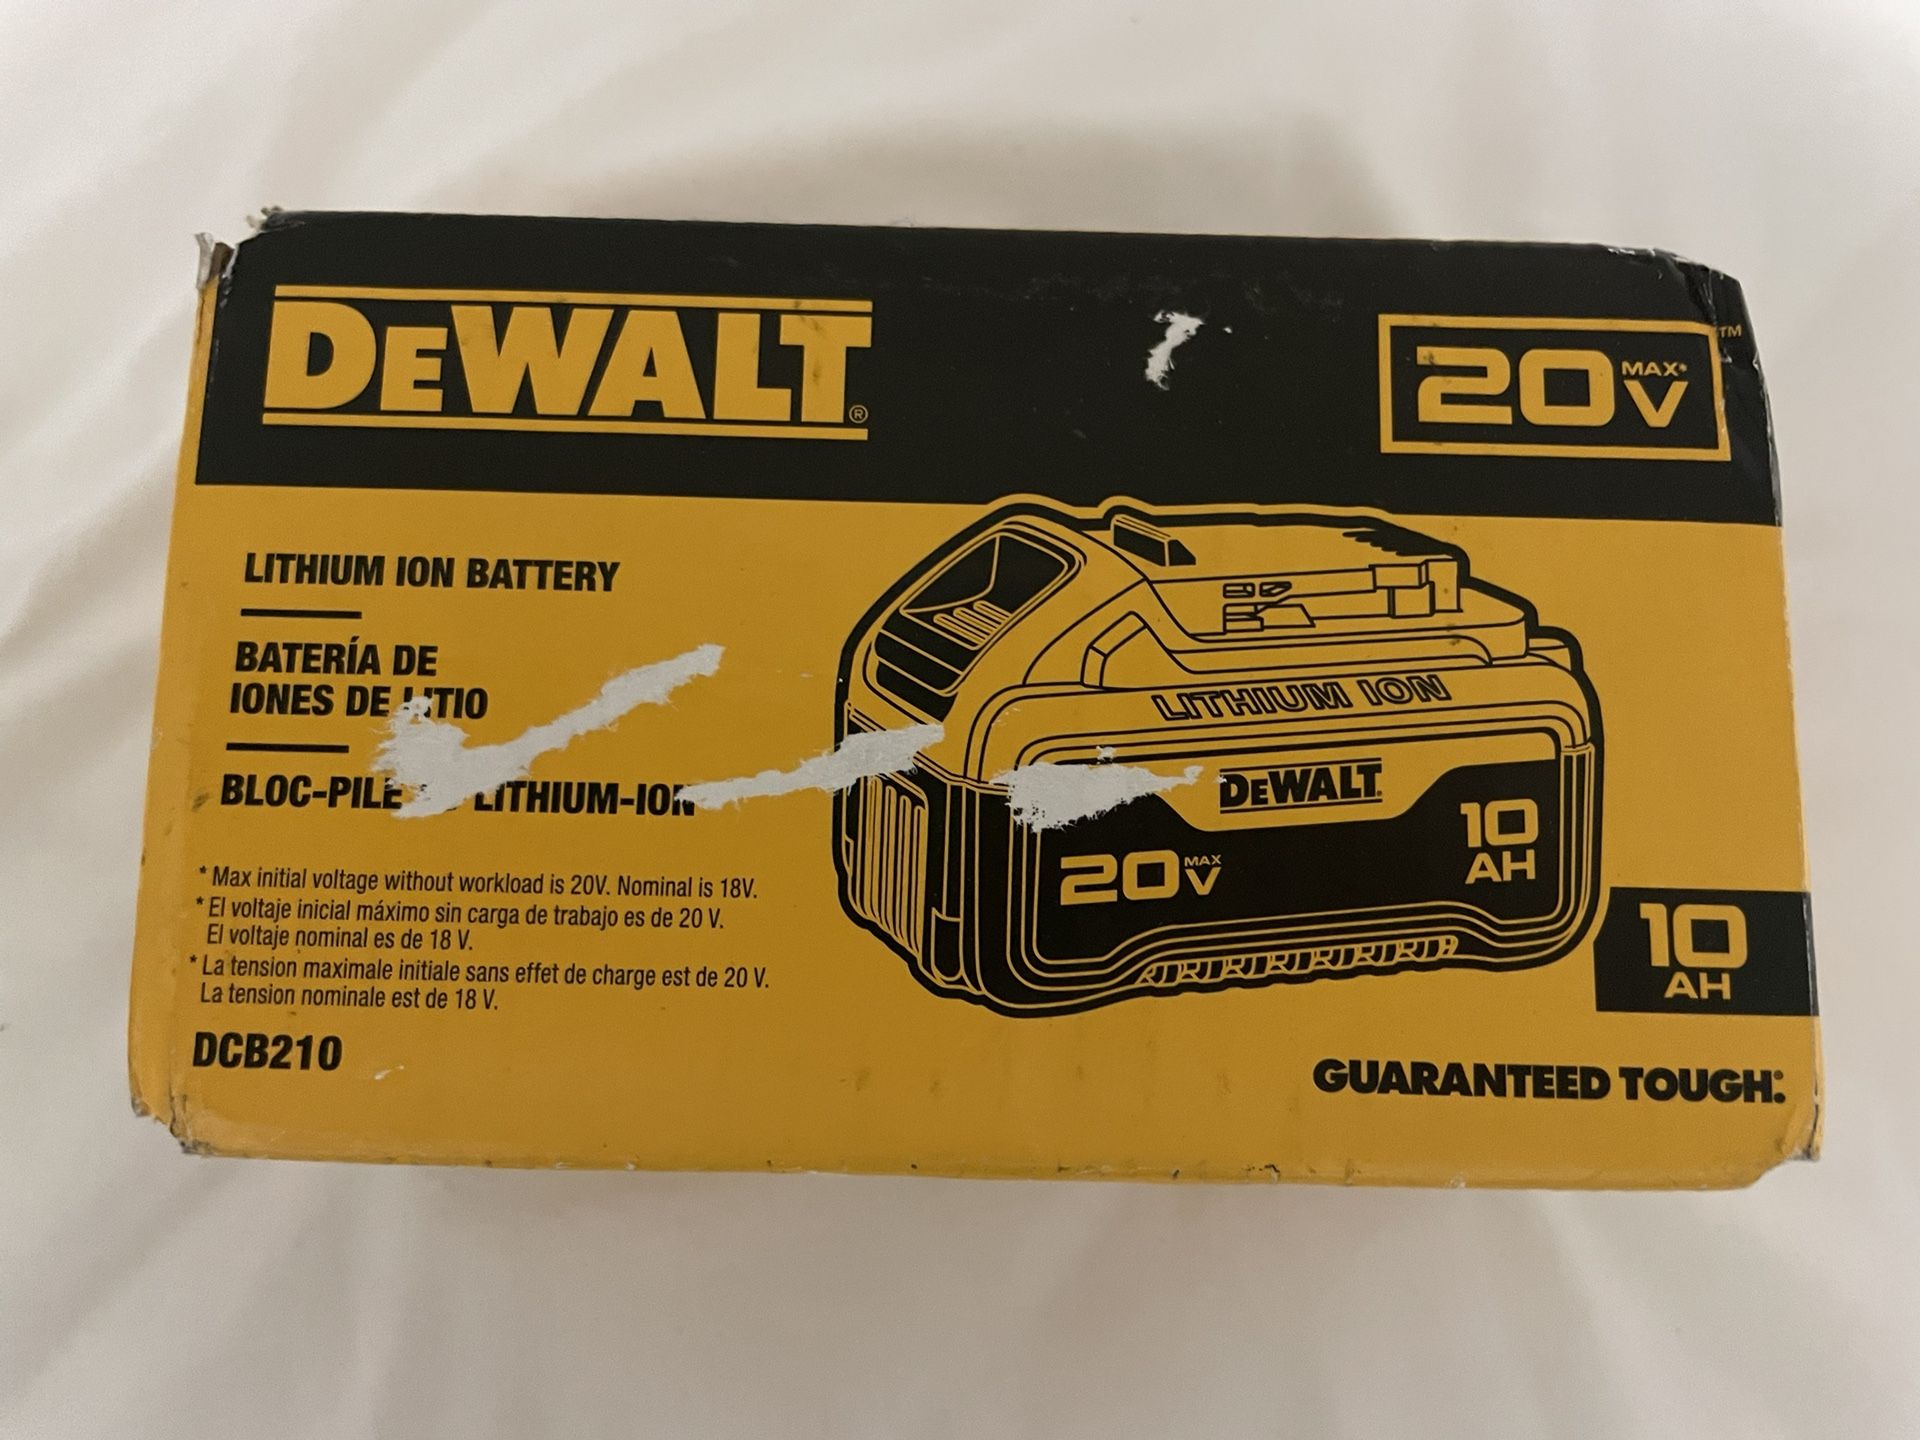 DEWALT®
20V MAX*™
LITHIUM ION BATTERY
BATERÍA DE
IONES DE LITIO
BLOC-PILE LITHIUM-ION
* Max initial voltage without workload is 20V. Nominal is 18V.
* El voltaje inicial máximo sin carga de trabajo es de 20 V.
El voltaje nominal es de 18 V.
* La tension maximale initiale sans effet de charge est de 20 V.
La tension nominale est de 18 V.
DCB210
LITHIUM ION
DEWALT
20V MAX
10
AH
10
AH
GUARANTEED TOUGH.®